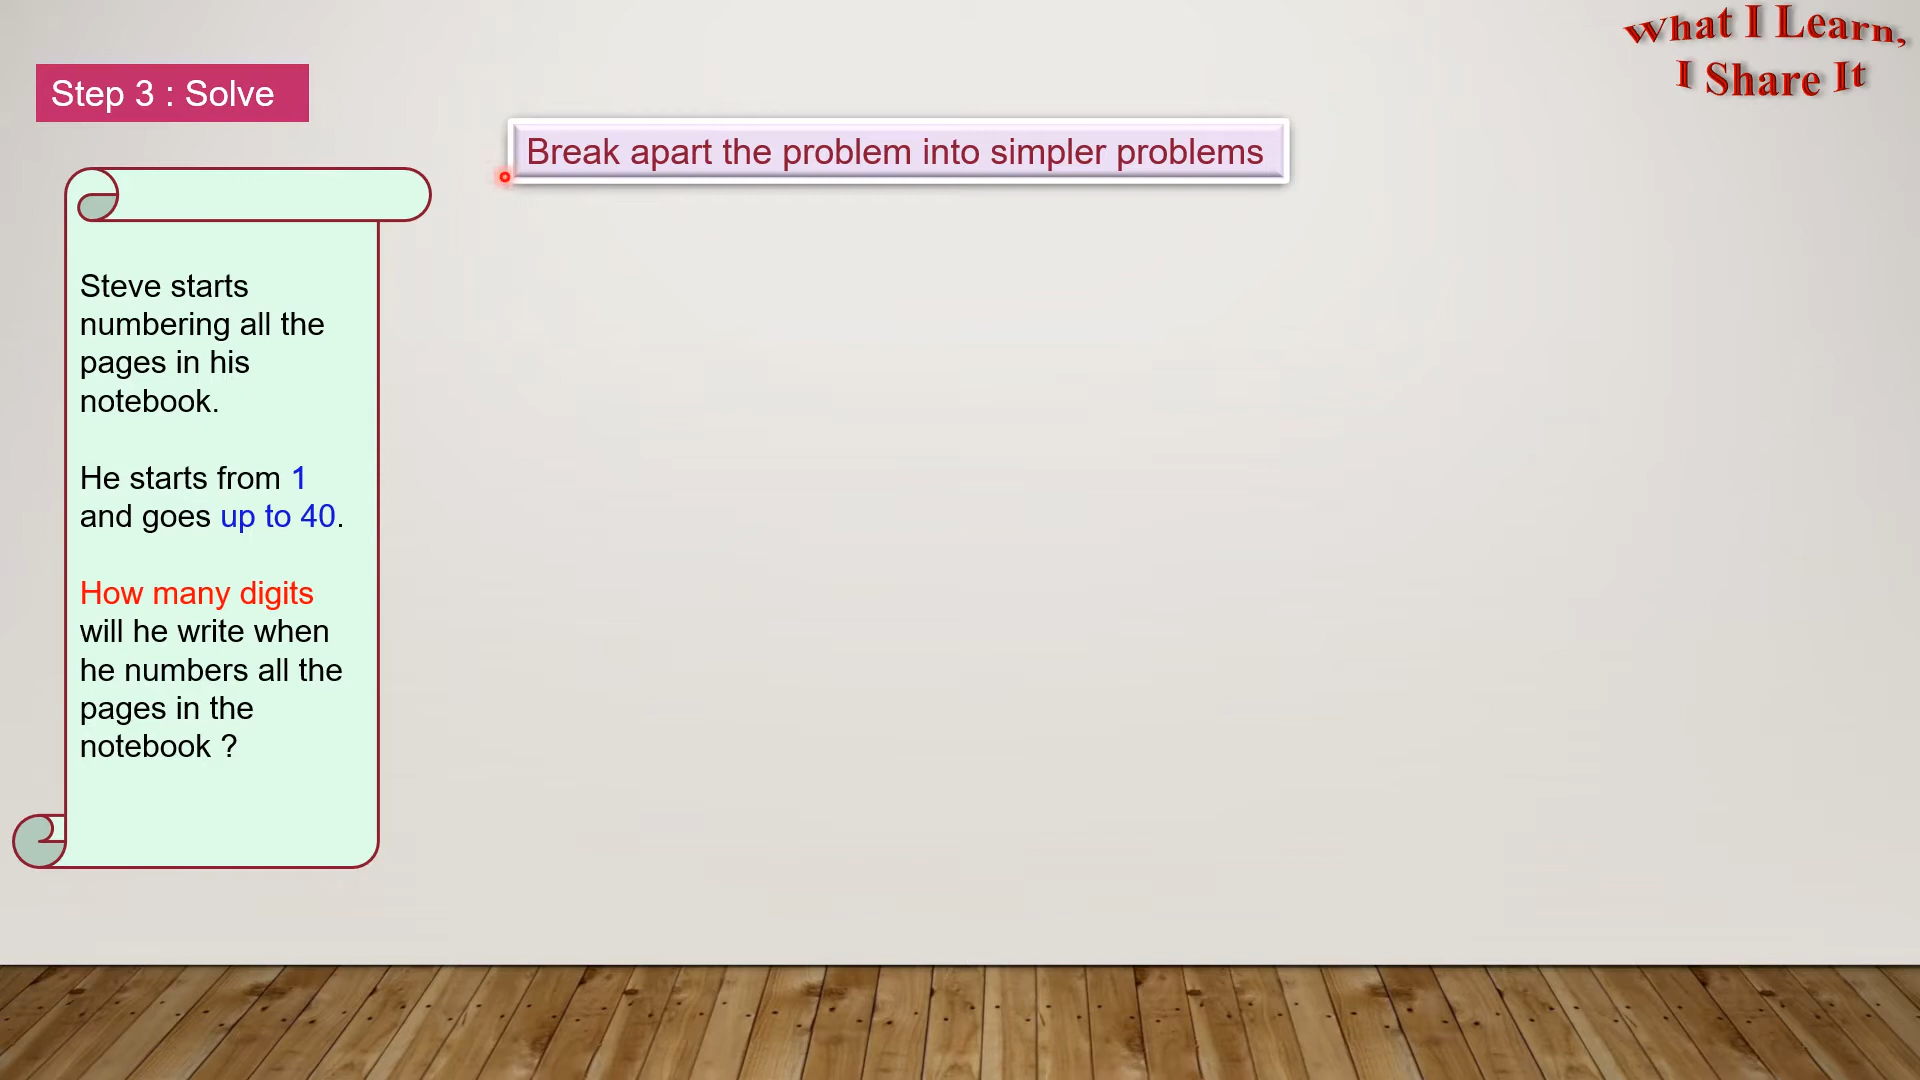 What I Learn,
I Share It
Step 3 : Solve
Break apart the problem into simpler problems
Steve starts
numbering all the
pages in his
notebook.
He starts from 1
and goes up to 40.
How many digits
will he write when
he numbers all the
pages in the
notebook ?